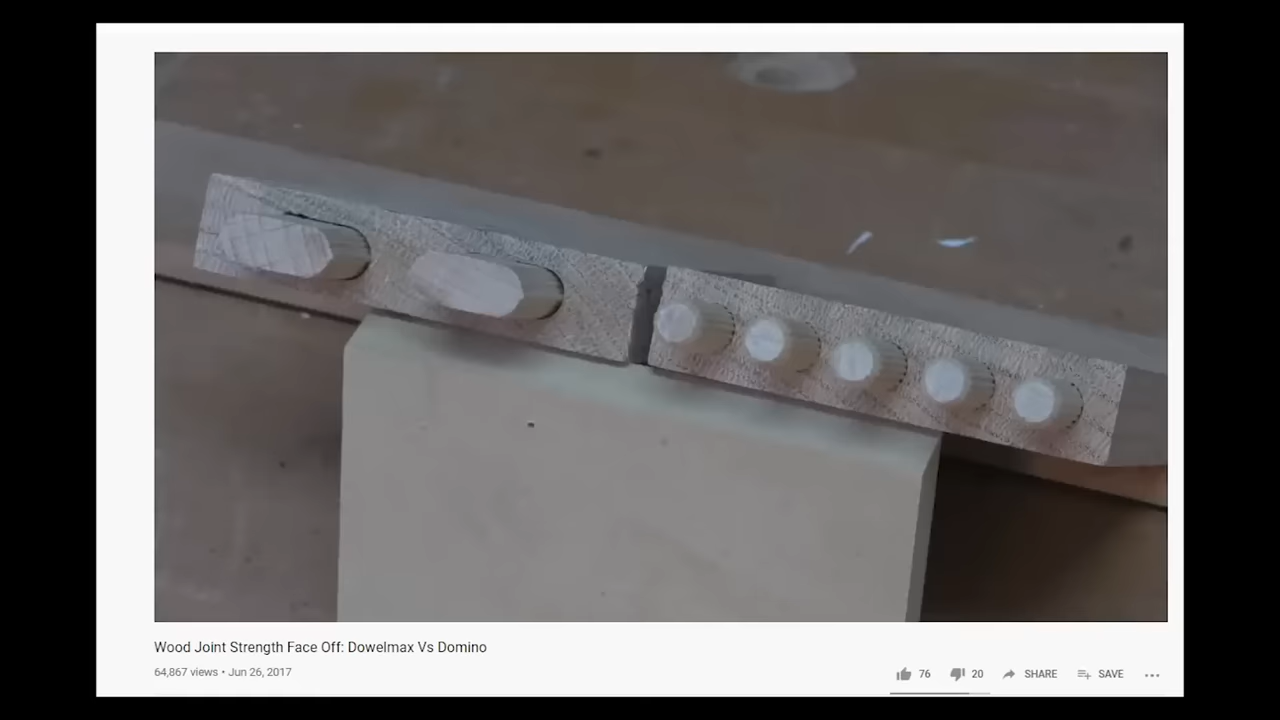 Wood Joint Strength Face Off: Dowelmax Vs Domino
64,867 views • Jun 26, 2017
76 20 SHARE SAVE